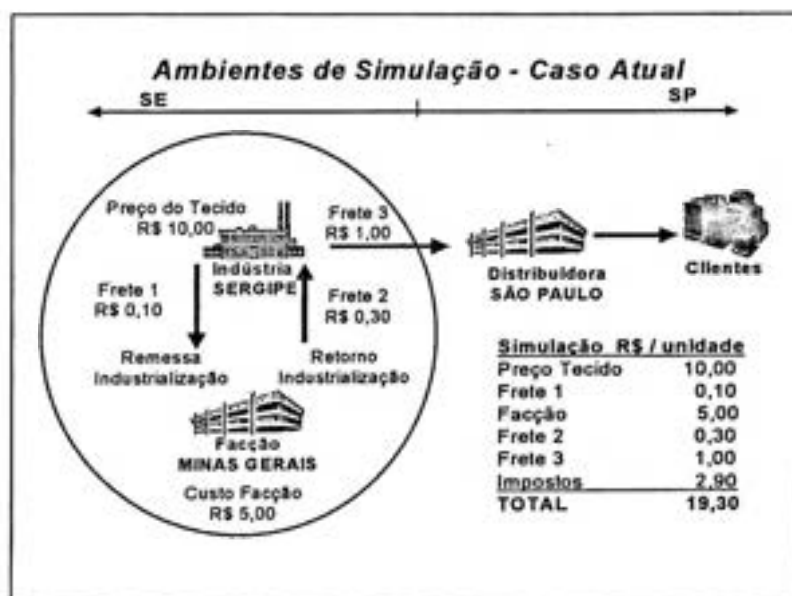 Ambientes de Simulação - Caso Atual
SE
SP
Preço do Tecido
R$ 10,00
Frete 3
R$ 1,00
Indústria
SERGIPE
Frete 1
R$ 0,10
Frete 2
R$ 0,30
Remessa
Industrialização
Retorno
Industrialização
Facção
MINAS GERAIS
Custo Facção
R$ 5,00
Distribuidora
SÃO PAULO
Clientes
Simulação R$ / unidade
Preço Tecido 10,00
Frete 1 0,10
Facção 5,00
Frete 2 0,30
Frete 3 1,00
Impostos 2,90
TOTAL 19,30